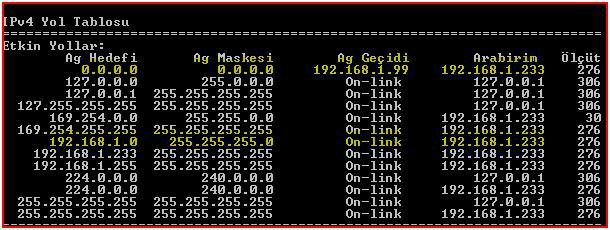 IPv4 Yol Tablosu
===========================================================================
Etkin Yollar:
Ag Hedefi Ag Maskesi Ag Geçidi Arabirim Ölçüt
0.0.0.0 0.0.0.0 192.168.1.99 192.168.1.233 276
127.0.0.0 255.0.0.0 On-link 127.0.0.1 306
127.0.0.1 255.255.255.255 On-link 127.0.0.1 306
127.255.255.255 255.255.255.255 On-link 127.0.0.1 306
169.254.0.0 255.255.0.0 On-link 192.168.1.233 30
169.254.255.255 255.255.255.255 On-link 192.168.1.233 276
192.168.1.0 255.255.255.0 On-link 192.168.1.233 276
192.168.1.233 255.255.255.255 On-link 192.168.1.233 276
192.168.1.255 255.255.255.255 On-link 192.168.1.233 276
224.0.0.0 240.0.0.0 On-link 127.0.0.1 306
224.0.0.0 240.0.0.0 On-link 192.168.1.233 276
255.255.255.255 255.255.255.255 On-link 127.0.0.1 306
255.255.255.255 255.255.255.255 On-link 192.168.1.233 276